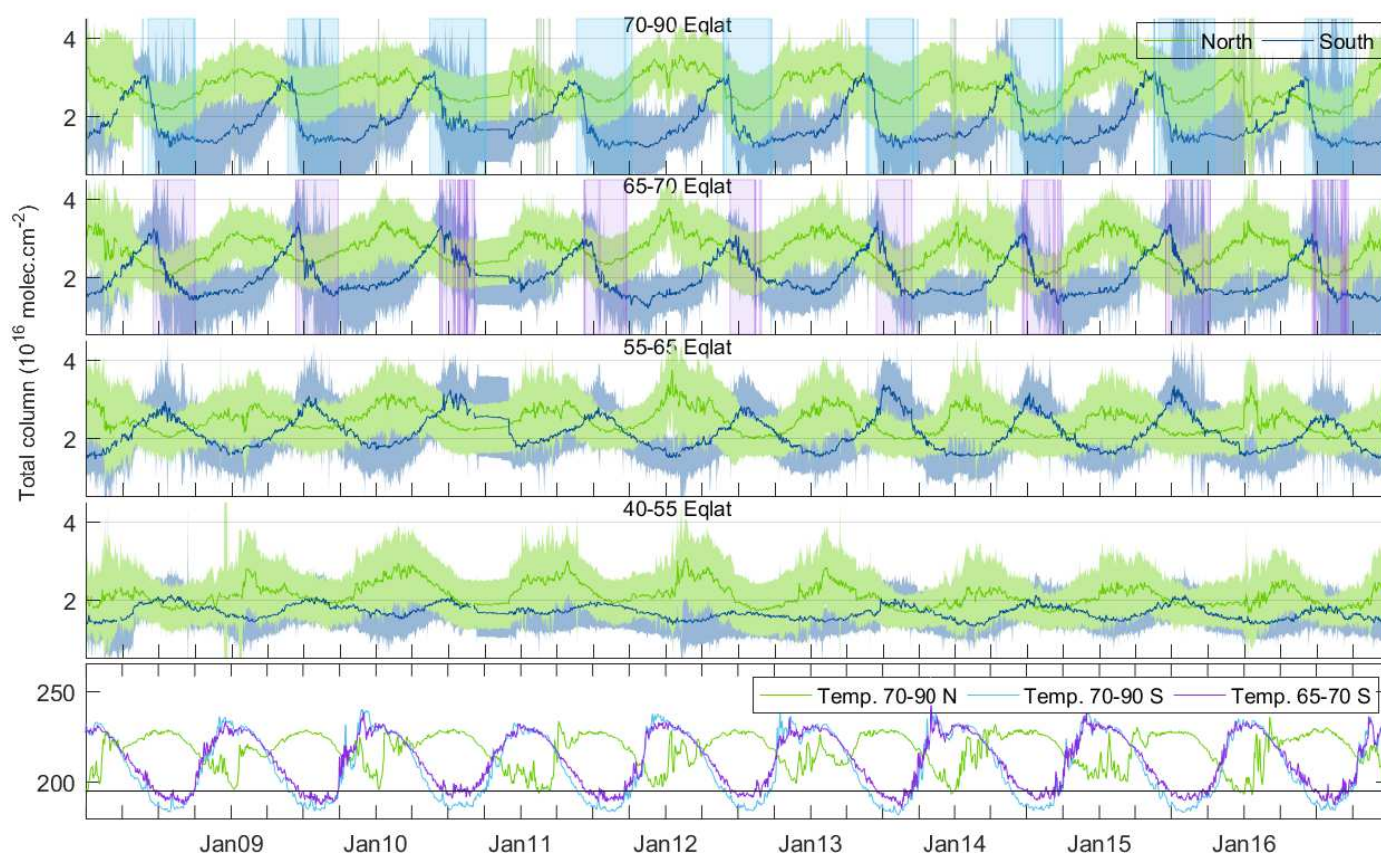 70-90 Eqlat
North South
4
2
65-70 Eqlat
4
2
Total column (10^16 molec.cm^-2)
55-65 Eqlat
4
2
40-55 Eqlat
4
2
250
Temp. 70-90 N Temp. 70-90 S Temp. 65-70 S
200
Jan09 Jan10 Jan11 Jan12 Jan13 Jan14 Jan15 Jan16